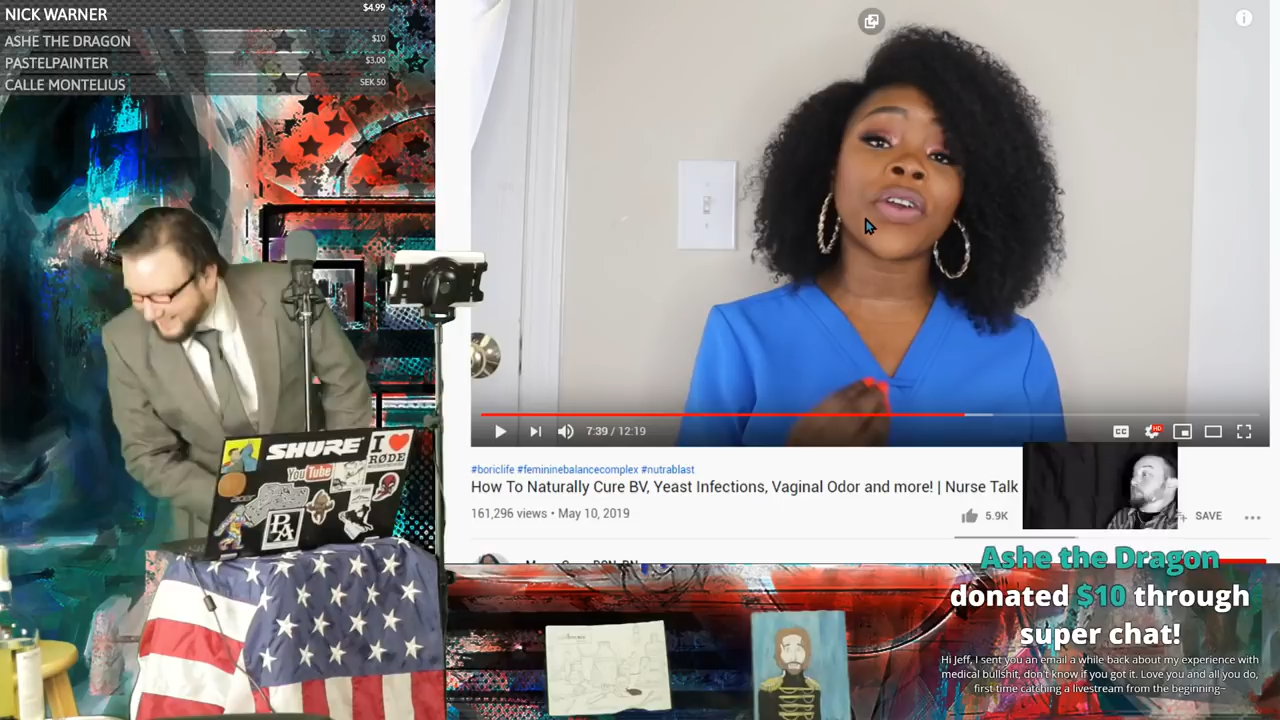 NICK WARNER $4.99
ASHE THE DRAGON $10
PASTELPAINTER $3.00
CALLE MONTELIUS SEK 50
SHURE
I ♥
RØDE
YouTube
PA
7:39 / 12:19
CC
HD
#boriclife #femininebalancecomplex #nutrablast
How To Naturally Cure BV, Yeast Infections, Vaginal Odor and more! | Nurse Talk
161,296 views • May 10, 2019
5.9K
SAVE
Ashe the Dragon
donated $10 through
super chat!
Hi Jeff, I sent you an email a while back about my experience with
medical bullshit, don't know if you got it. Love you and all you do,
first time catching a livestream from the beginning~